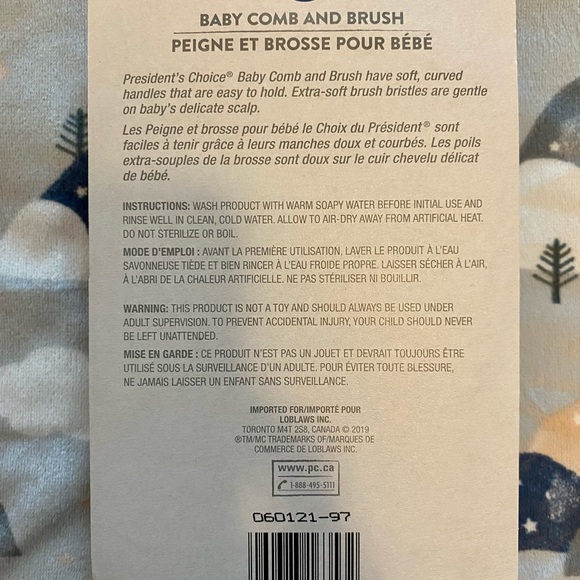 BABY COMB AND BRUSH
PEIGNE ET BROSSE POUR BÉBÉ
President's Choice® Baby Comb and Brush have soft, curved
handles that are easy to hold. Extra-soft brush bristles are gentle
on baby's delicate scalp.
Les Peigne et brosse pour bébé le Choix du Président® sont
faciles à tenir grâce à leurs manches doux et courbés. Les poils
extra-souples de la brosse sont doux sur le cuir chevelu délicat
de bébé.
INSTRUCTIONS: WASH PRODUCT WITH WARM SOAPY WATER BEFORE INITIAL USE AND
RINSE WELL IN CLEAN, COLD WATER. ALLOW TO AIR-DRY AWAY FROM ARTIFICIAL HEAT.
DO NOT STERILIZE OR BOIL.
MODE D'EMPLOI : AVANT LA PREMIÈRE UTILISATION, LAVER LE PRODUIT À L'EAU
SAVONNEUSE TIÈDE ET BIEN RINCER À L'EAU FROIDE PROPRE. LAISSER SÉCHER À L'AIR,
À L'ABRI DE LA CHALEUR ARTIFICIELLE. NE PAS STÉRILISER NI BOUILLIR.
WARNING: THIS PRODUCT IS NOT A TOY AND SHOULD ALWAYS BE USED UNDER
ADULT SUPERVISION. TO PREVENT ACCIDENTAL INJURY, YOUR CHILD SHOULD NEVER
BE LEFT UNATTENDED.
MISE EN GARDE : CE PRODUIT N'EST PAS UN JOUET ET DEVRAIT TOUJOURS ÊTRE
UTILISÉ SOUS LA SURVEILLANCE D'UN ADULTE. POUR ÉVITER TOUTE BLESSURE,
NE JAMAIS LAISSER UN ENFANT SANS SURVEILLANCE.
IMPORTED FOR/IMPORTÉ POUR
LOBLAWS INC.
TORONTO M4T 2S8, CANADA © 2019
®TM/MC TRADEMARKS OF/MARQUES DE
COMMERCE DE LOBLAWS INC.
www.pc.ca
1-888-495-5111
060121-97